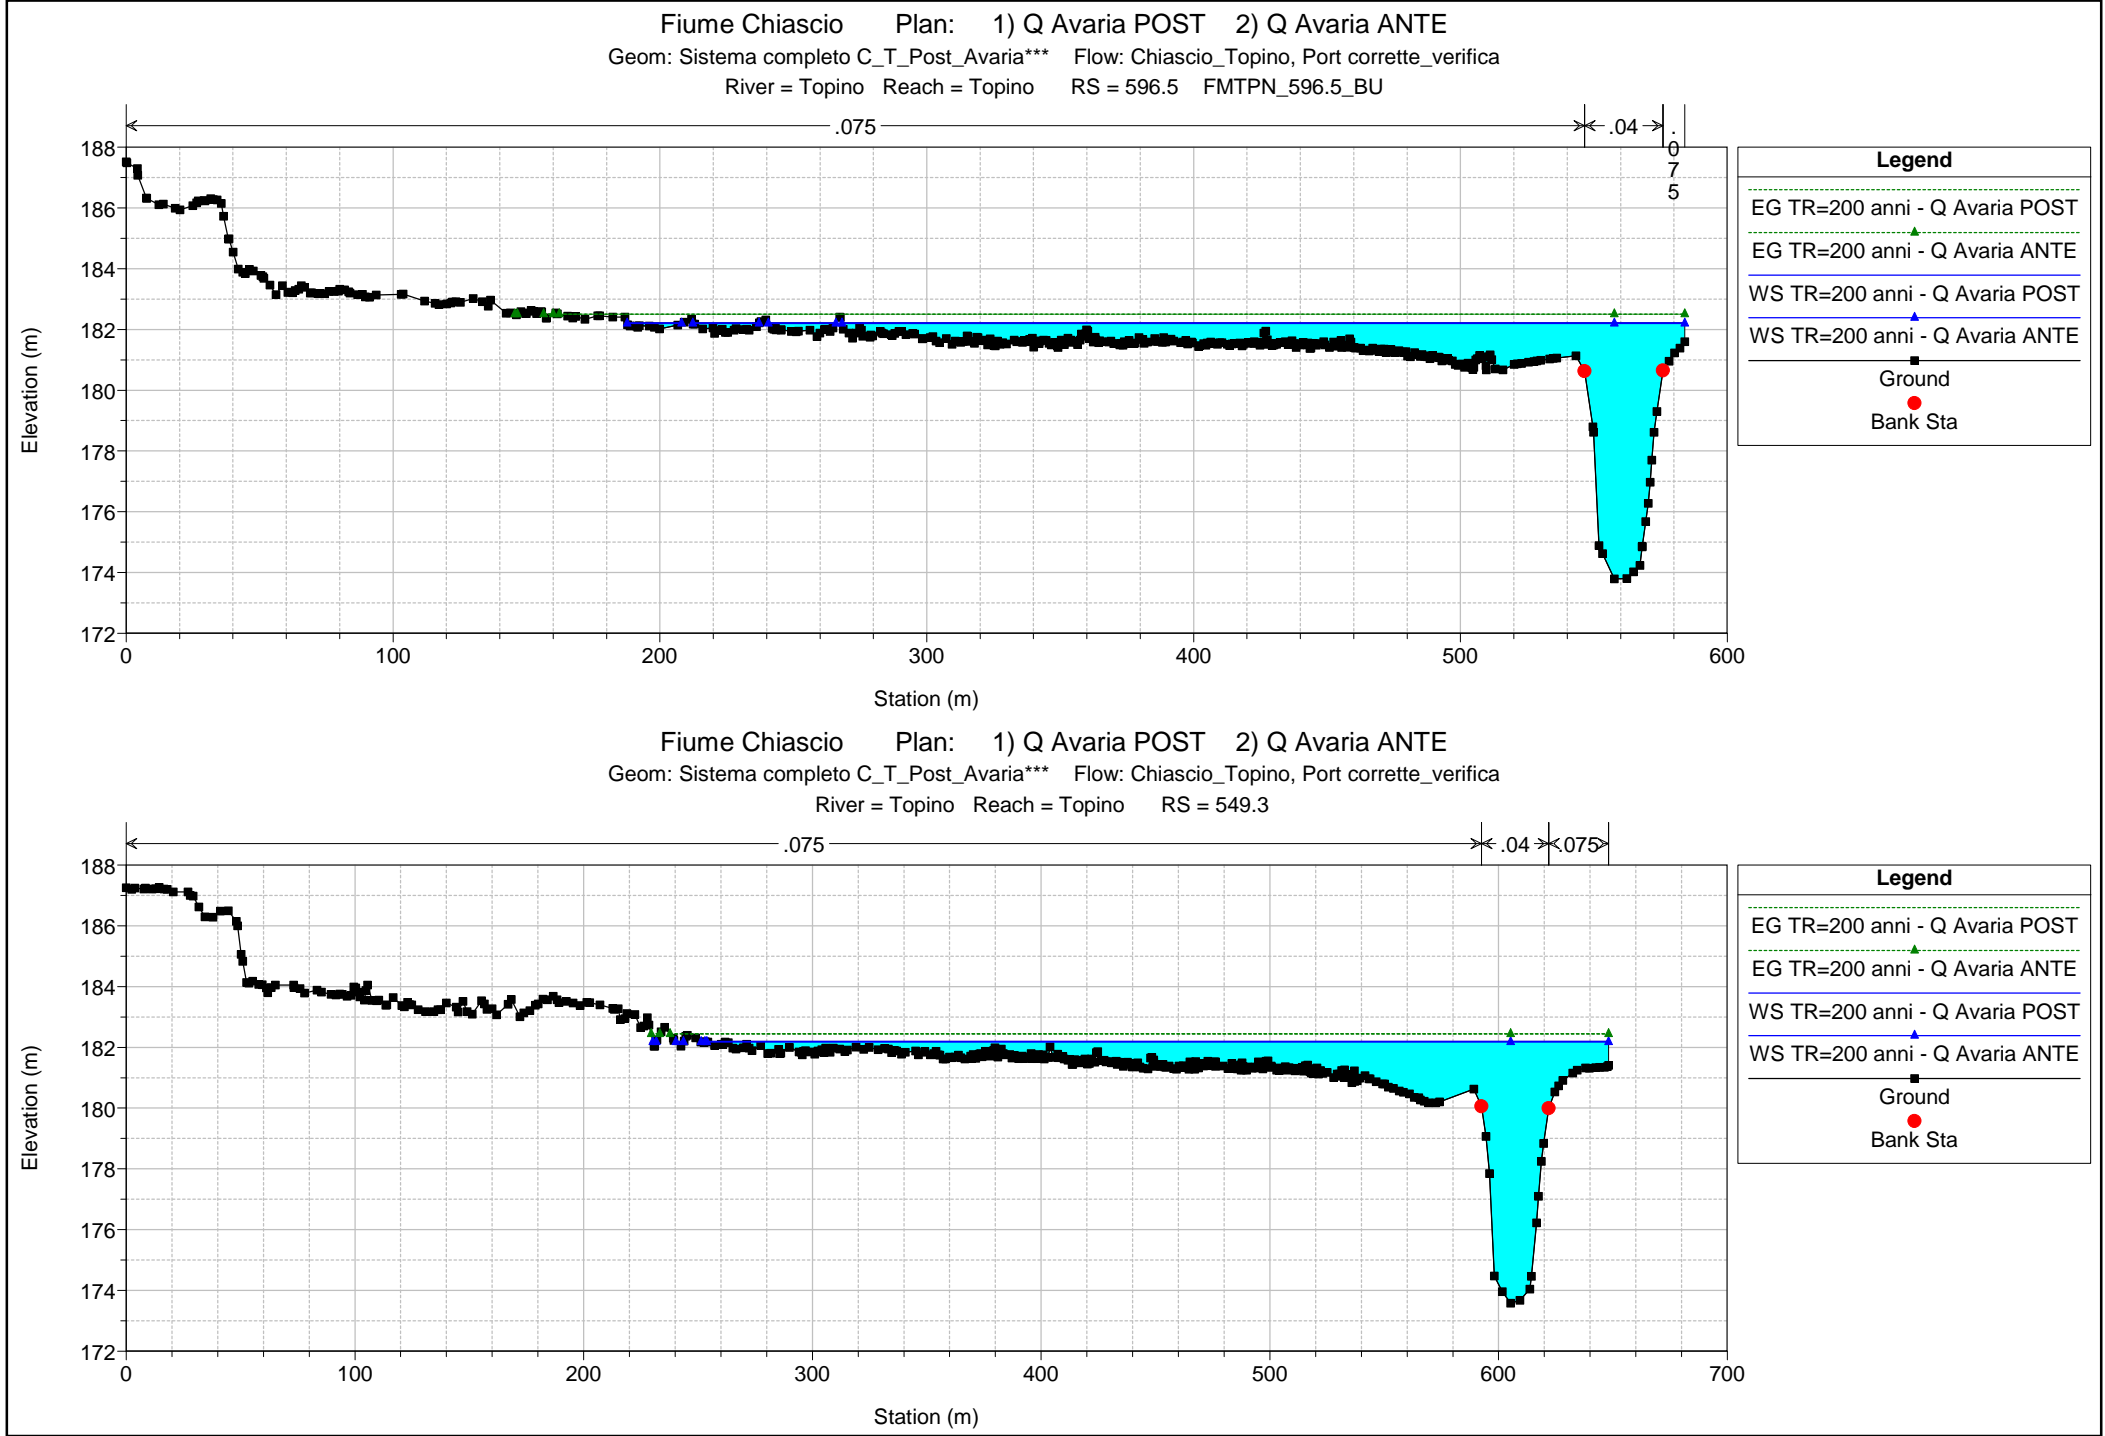 Fiume Chiascio Plan: 1) Q Avaria POST 2) Q Avaria ANTE
Geom: Sistema completo C_T_Post_Avaria*** Flow: Chiascio_Topino, Port corrette_verifica
River = Topino Reach = Topino RS = 596.5 FMTPN_596.5_BU
.075
.04
.075
188
186
184
182
180
178
176
174
172
Elevation (m)
0 100 200 300 400 500 600
Station (m)
Legend
EG TR=200 anni - Q Avaria POST
EG TR=200 anni - Q Avaria ANTE
WS TR=200 anni - Q Avaria POST
WS TR=200 anni - Q Avaria ANTE
Ground
Bank Sta
Fiume Chiascio Plan: 1) Q Avaria POST 2) Q Avaria ANTE
Geom: Sistema completo C_T_Post_Avaria*** Flow: Chiascio_Topino, Port corrette_verifica
River = Topino Reach = Topino RS = 549.3
.075
.04
.075
188
186
184
182
180
178
176
174
172
Elevation (m)
0 100 200 300 400 500 600 700
Station (m)
Legend
EG TR=200 anni - Q Avaria POST
EG TR=200 anni - Q Avaria ANTE
WS TR=200 anni - Q Avaria POST
WS TR=200 anni - Q Avaria ANTE
Ground
Bank Sta